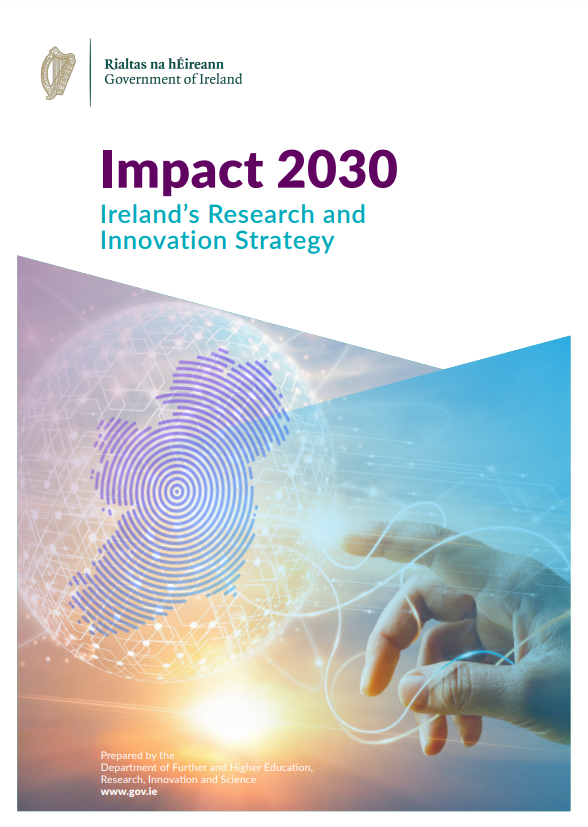 Rialtas na hÉireann
Government of Ireland
Impact 2030
Ireland's Research and
Innovation Strategy
Prepared by the
Department of Further and Higher Education,
Research, Innovation and Science
www.gov.ie